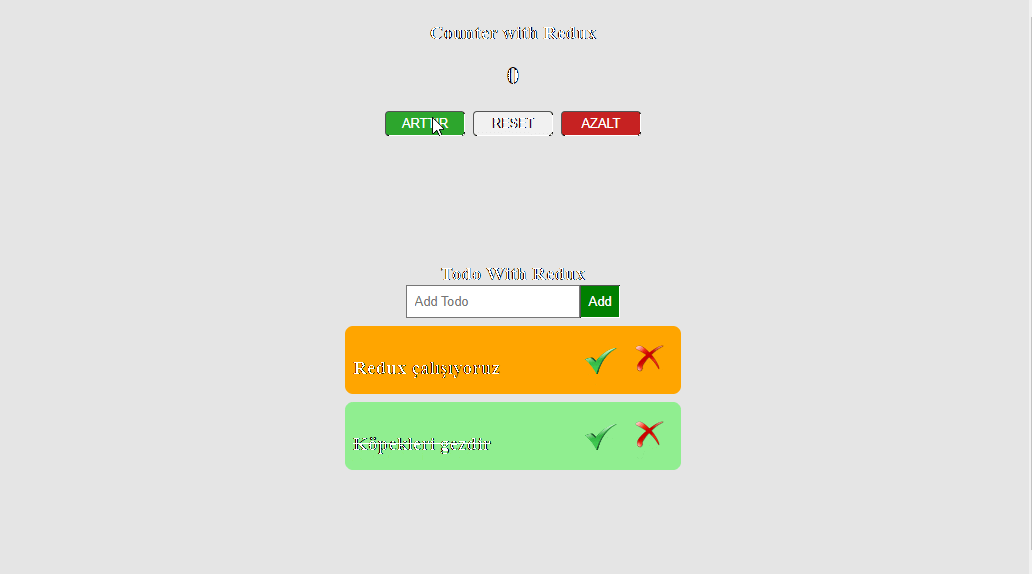 Counter with Redux
0
ARTTIR RESET AZALT
Todo With Redux
Add Todo Add
Redux çalışıyoruz
Köpekleri gezdir